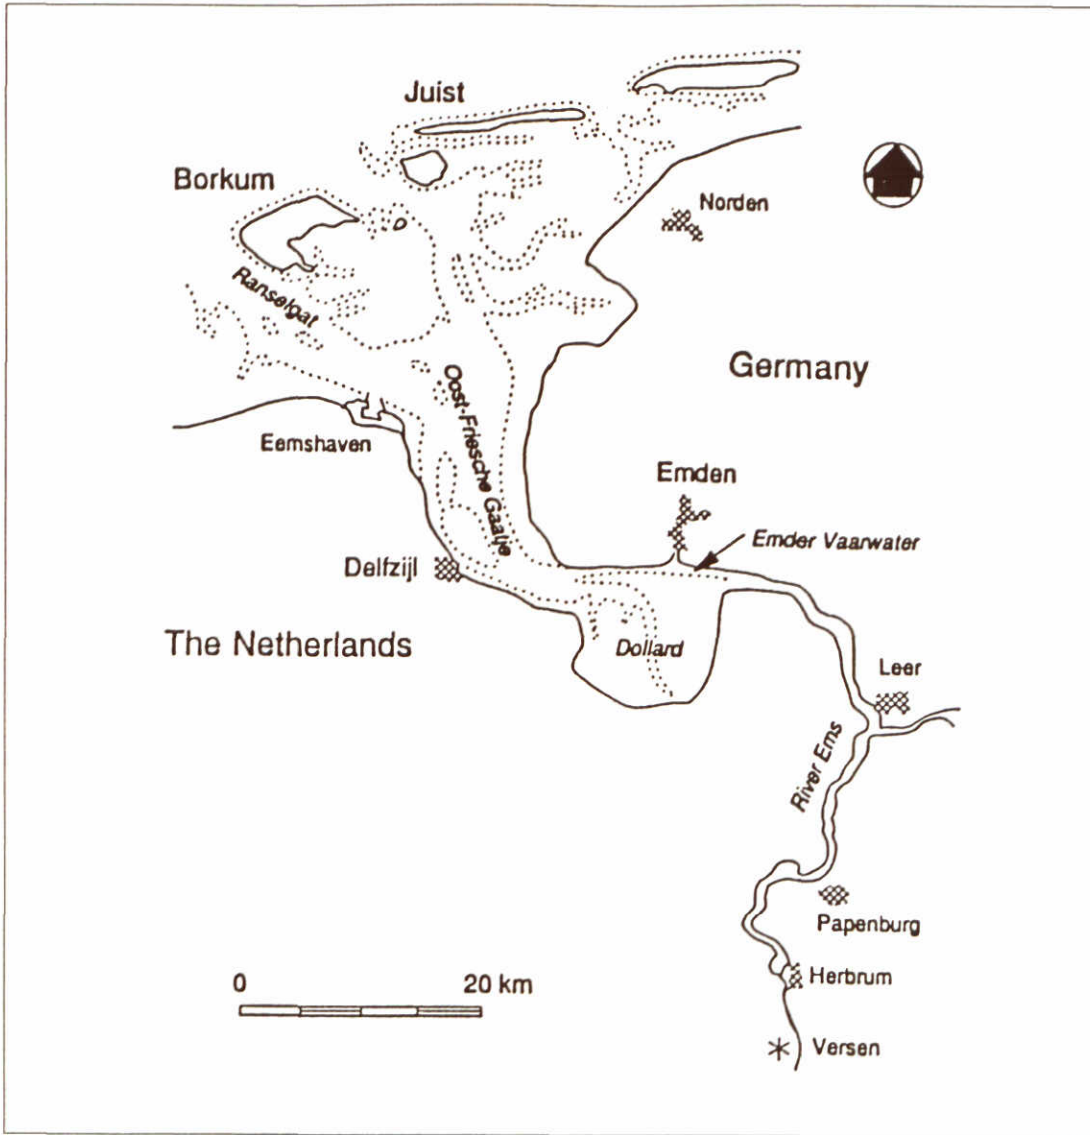 Juist
Borkum
Norden
Ranselgat
Germany
Oost-Friesche Gaatje
Eemshaven
Emden
Emder Vaarwater
Delfzijl
The Netherlands
Dollard
Leer
River Ems
Papenburg
0 20 km
Herbrum
Versen